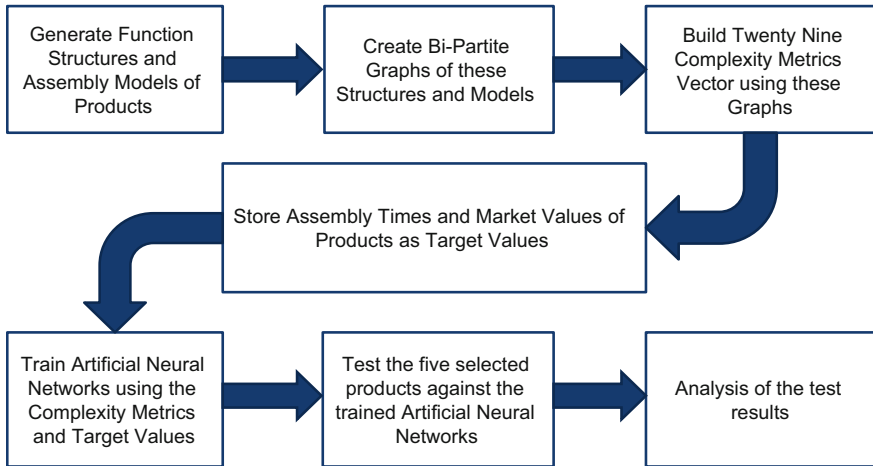 Generate Function
Structures and
Assembly Models of
Products
Create Bi-Partite
Graphs of these
Structures and Models
Build Twenty Nine
Complexity Metrics
Vector using these
Graphs
Store Assembly Times and Market Values of
Products as Target Values
Train Artificial Neural
Networks using the
Complexity Metrics
and Target Values
Test the five selected
products against the
trained Artificial Neural
Networks
Analysis of the test
results